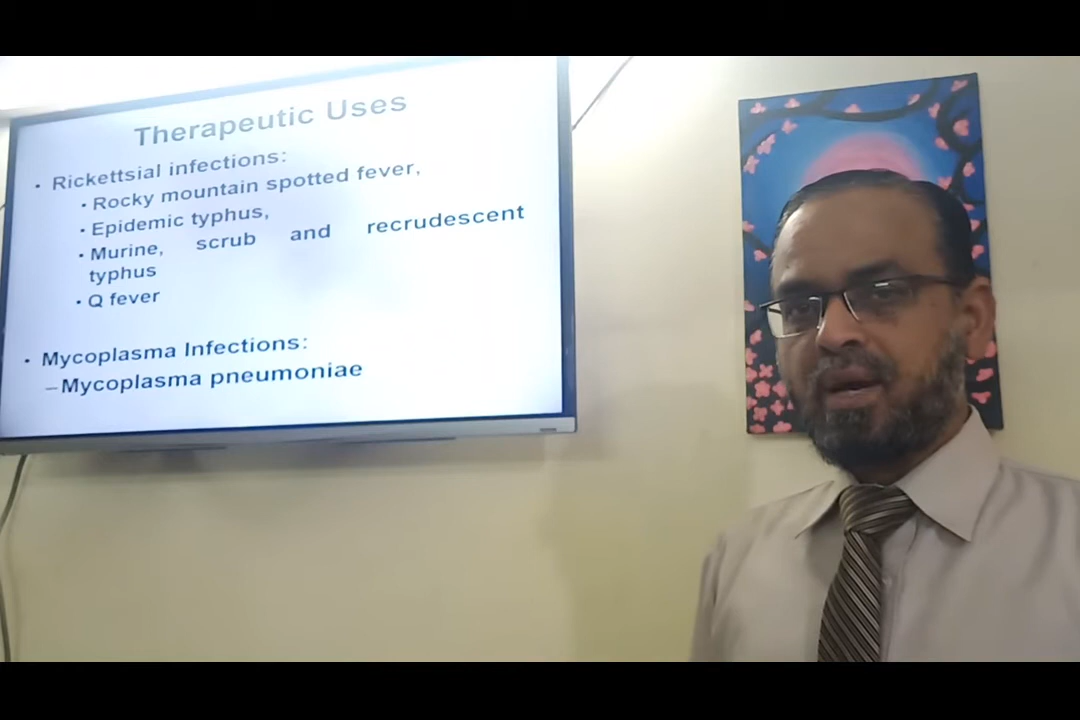 Therapeutic Uses
• Rickettsial infections:
• Rocky mountain spotted fever,
• Epidemic typhus,
• Murine, scrub and recrudescent
typhus
• Q fever
• Mycoplasma Infections:
–Mycoplasma pneumoniae